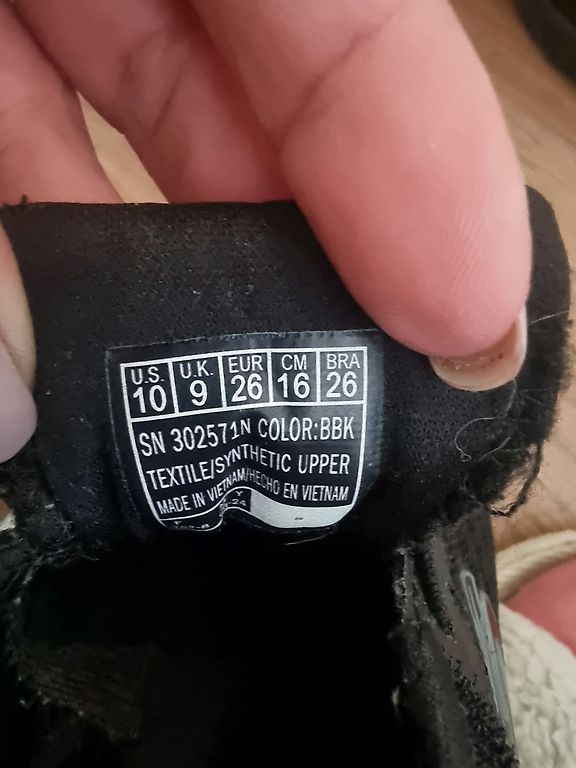 U.S. U.K. EUR CM BRA
10 9 26 16 26
SN 302571N COLOR:BBK
TEXTILE/SYNTHETIC UPPER
MADE IN VIETNAM/HECHO EN VIETNAM